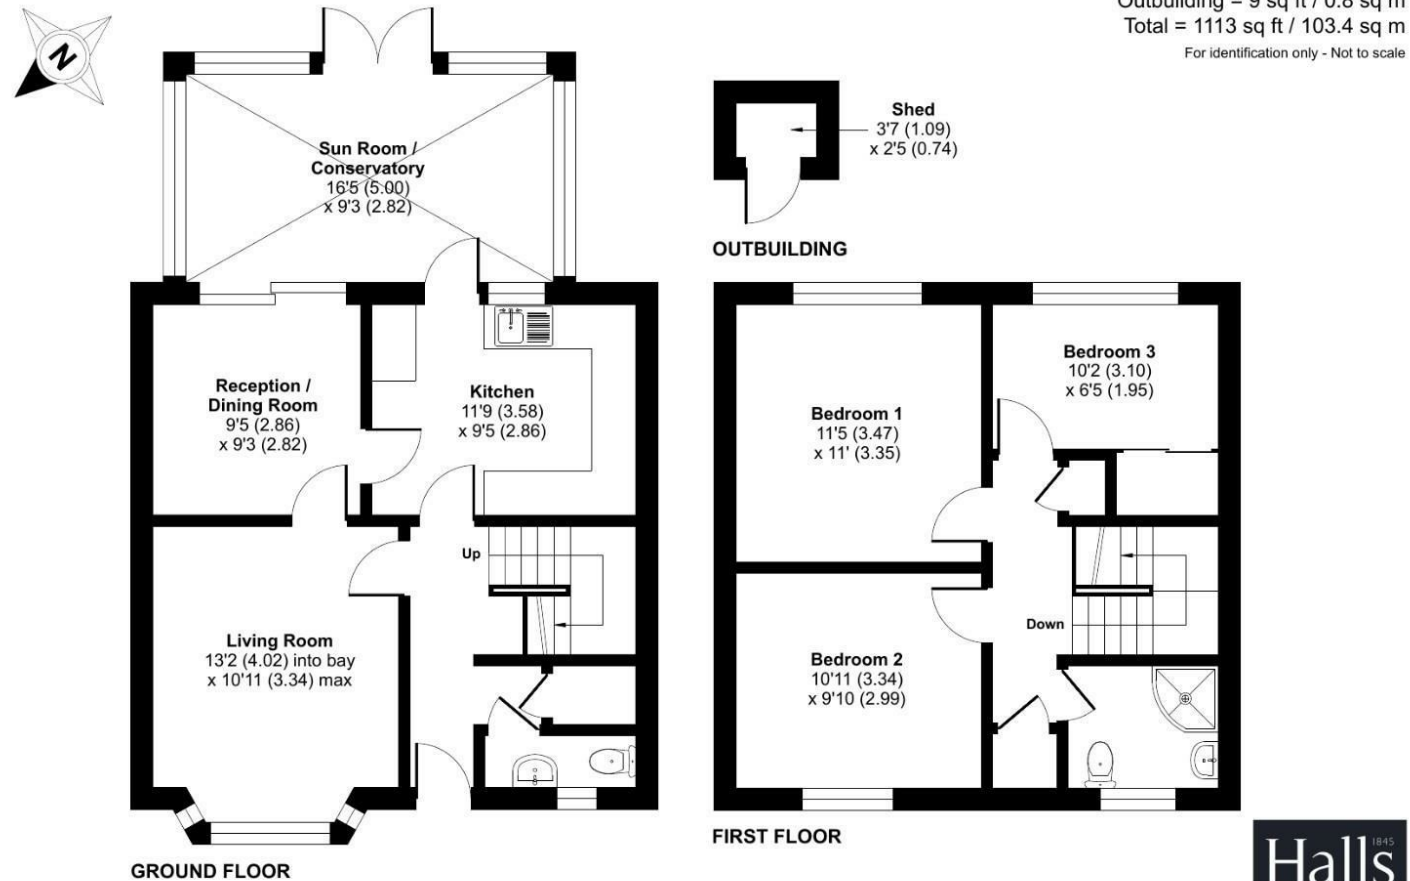 Outbuilding = 9 sq ft / 0.8 sq m
Total = 1113 sq ft / 103.4 sq m
For identification only - Not to scale
N
Sun Room /
Conservatory
16'5 (5.00)
x 9'3 (2.82)
Shed
3'7 (1.09)
x 2'5 (0.74)
OUTBUILDING
Reception /
Dining Room
9'5 (2.86)
x 9'3 (2.82)
Kitchen
11'9 (3.58)
x 9'5 (2.86)
Up
Living Room
13'2 (4.02) into bay
x 10'11 (3.34) max
GROUND FLOOR
Bedroom 1
11'5 (3.47)
x 11' (3.35)
Bedroom 3
10'2 (3.10)
x 6'5 (1.95)
Down
Bedroom 2
10'11 (3.34)
x 9'10 (2.99)
FIRST FLOOR
1845
Halls